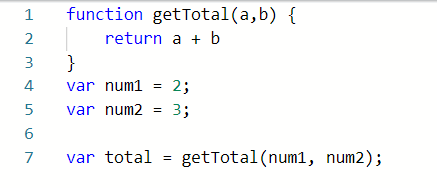 1 function getTotal(a,b) {
2     return a + b
3 }
4 var num1 = 2;
5 var num2 = 3;
6
7 var total = getTotal(num1, num2);